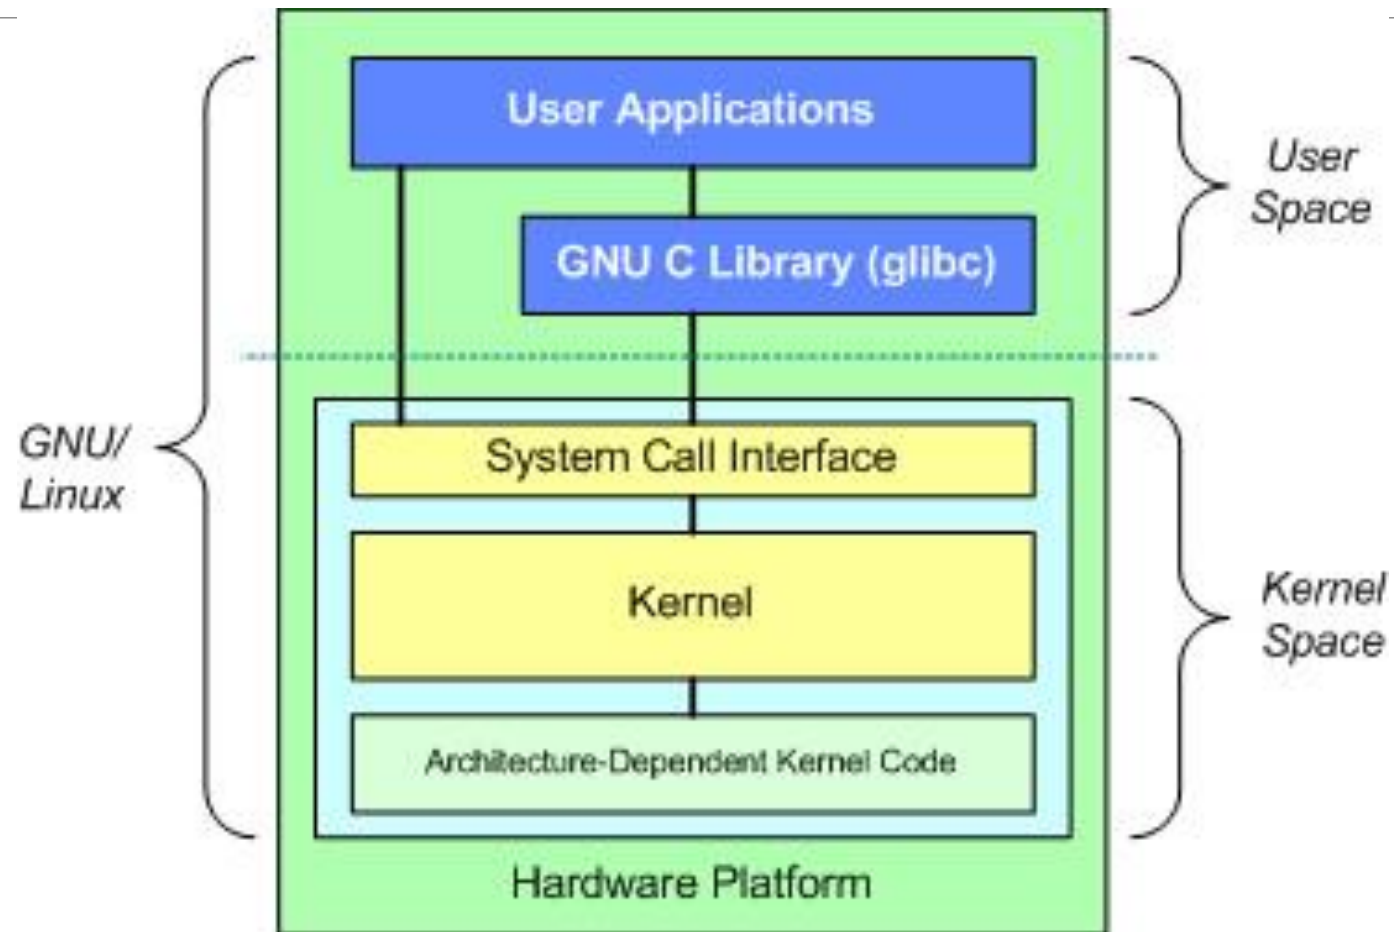 User Applications
User
Space
GNU C Library (glibc)
GNU/
Linux
System Call Interface
Kernel
Kernel
Space
Architecture-Dependent Kernel Code
Hardware Platform